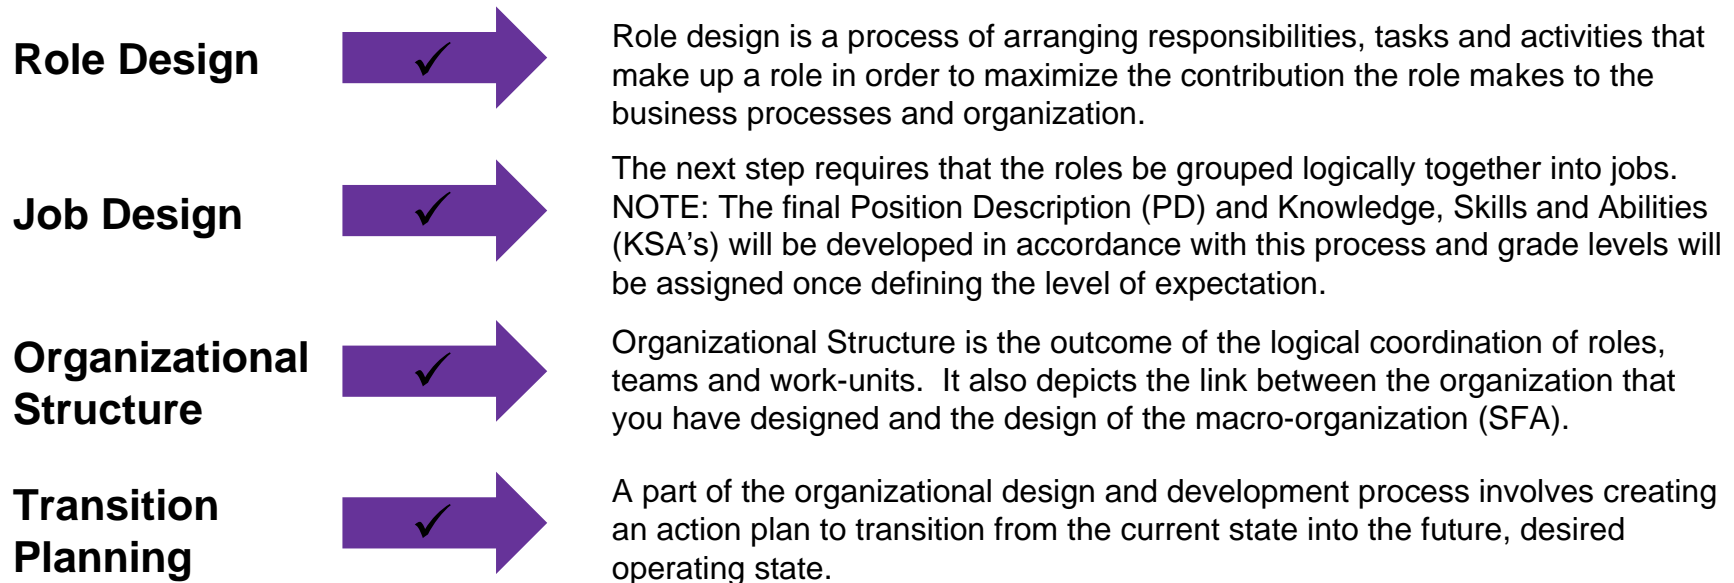 Role Design
Role design is a process of arranging responsibilities, tasks and activities that
make up a role in order to maximize the contribution the role makes to the
business processes and organization.
Job Design
The next step requires that the roles be grouped logically together into jobs.
NOTE: The final Position Description (PD) and Knowledge, Skills and Abilities
(KSA’s) will be developed in accordance with this process and grade levels will
be assigned once defining the level of expectation.
Organizational
Structure
Organizational Structure is the outcome of the logical coordination of roles,
teams and work-units.  It also depicts the link between the organization that
you have designed and the design of the macro-organization (SFA).
Transition
Planning
A part of the organizational design and development process involves creating
an action plan to transition from the current state into the future, desired
operating state.